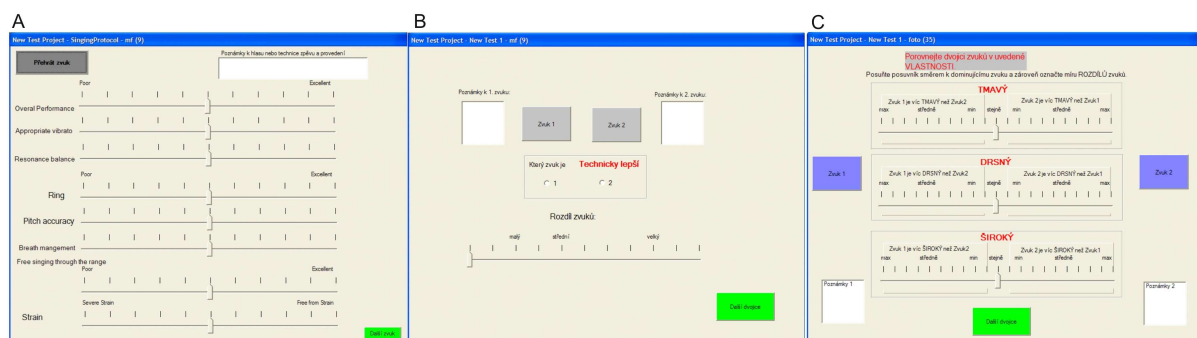 A
New Test Project - SingingProtocol - mf (9)
Přehrát zvuk
Poznámky k hlasu nebo technice zpěvu a provedení
Poor Excellent
Overal Performance
Appropriate vibrato
Resonance balance
Poor Excellent
Ring
Pitch accuracy
Breath mangement
Free singing through the range
Poor Excellent
Severe Strain Free from Strain
Strain
Další zvuk
B
New Test Project - New Test 1 - mf (9)
Poznámky k 1. zvuku:
Poznámky k 2. zvuku:
Zvuk 1 Zvuk 2
Který zvuk je Technicky lepší
1 2
Rozdíl zvuků:
malý střední velký
Další dvojice
C
New Test Project - New Test 1 - foto (35)
Porovnejte dvojici zvuků v uvedené
VLASTNOSTI.
Posuňte posuvník směrem k dominujícímu zvuku a zároveň označte míru ROZDÍLŮ zvuků.
TMAVÝ
Zvuk 1 je víc TMAVÝ než Zvuk2 Zvuk 2 je víc TMAVÝ než Zvuk1
max středně min stejně min středně max
DRSNÝ
Zvuk 1 je víc DRSNÝ než Zvuk2 Zvuk 2 je víc DRSNÝ než Zvuk1
max středně min stejně min středně max
Zvuk 1 Zvuk 2
ŠIROKÝ
Zvuk 1 je víc ŠIROKÝ než Zvuk2 Zvuk 2 je víc ŠIROKÝ než Zvuk1
max středně min stejně min středně max
Poznámky 1 Poznámky 2
Další dvojice